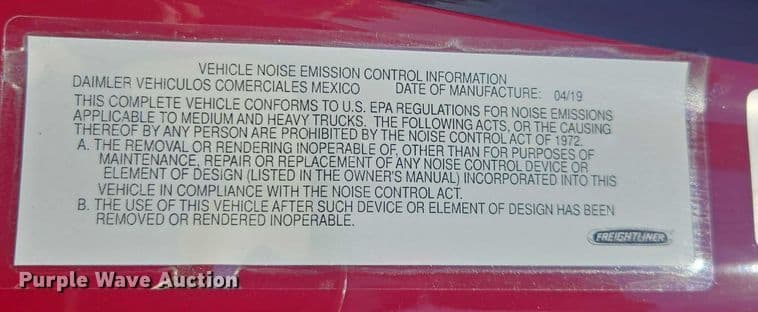 VEHICLE NOISE EMISSION CONTROL INFORMATION
DAIMLER VEHICULOS COMERCIALES MEXICO DATE OF MANUFACTURE: 04/19
THIS COMPLETE VEHICLE CONFORMS TO U.S. EPA REGULATIONS FOR NOISE EMISSIONS
APPLICABLE TO MEDIUM AND HEAVY TRUCKS. THE FOLLOWING ACTS, OR THE CAUSING
THEREOF BY ANY PERSON ARE PROHIBITED BY THE NOISE CONTROL ACT OF 1972.
A. THE REMOVAL OR RENDERING INOPERABLE OF, OTHER THAN FOR PURPOSES OF
MAINTENANCE, REPAIR OR REPLACEMENT OF ANY NOISE CONTROL DEVICE OR
ELEMENT OF DESIGN (LISTED IN THE OWNER'S MANUAL) INCORPORATED INTO THIS
VEHICLE IN COMPLIANCE WITH THE NOISE CONTROL ACT.
B. THE USE OF THIS VEHICLE AFTER SUCH DEVICE OR ELEMENT OF DESIGN HAS BEEN
REMOVED OR RENDERED INOPERABLE.
FREIGHTLINER
Purple Wave Auction